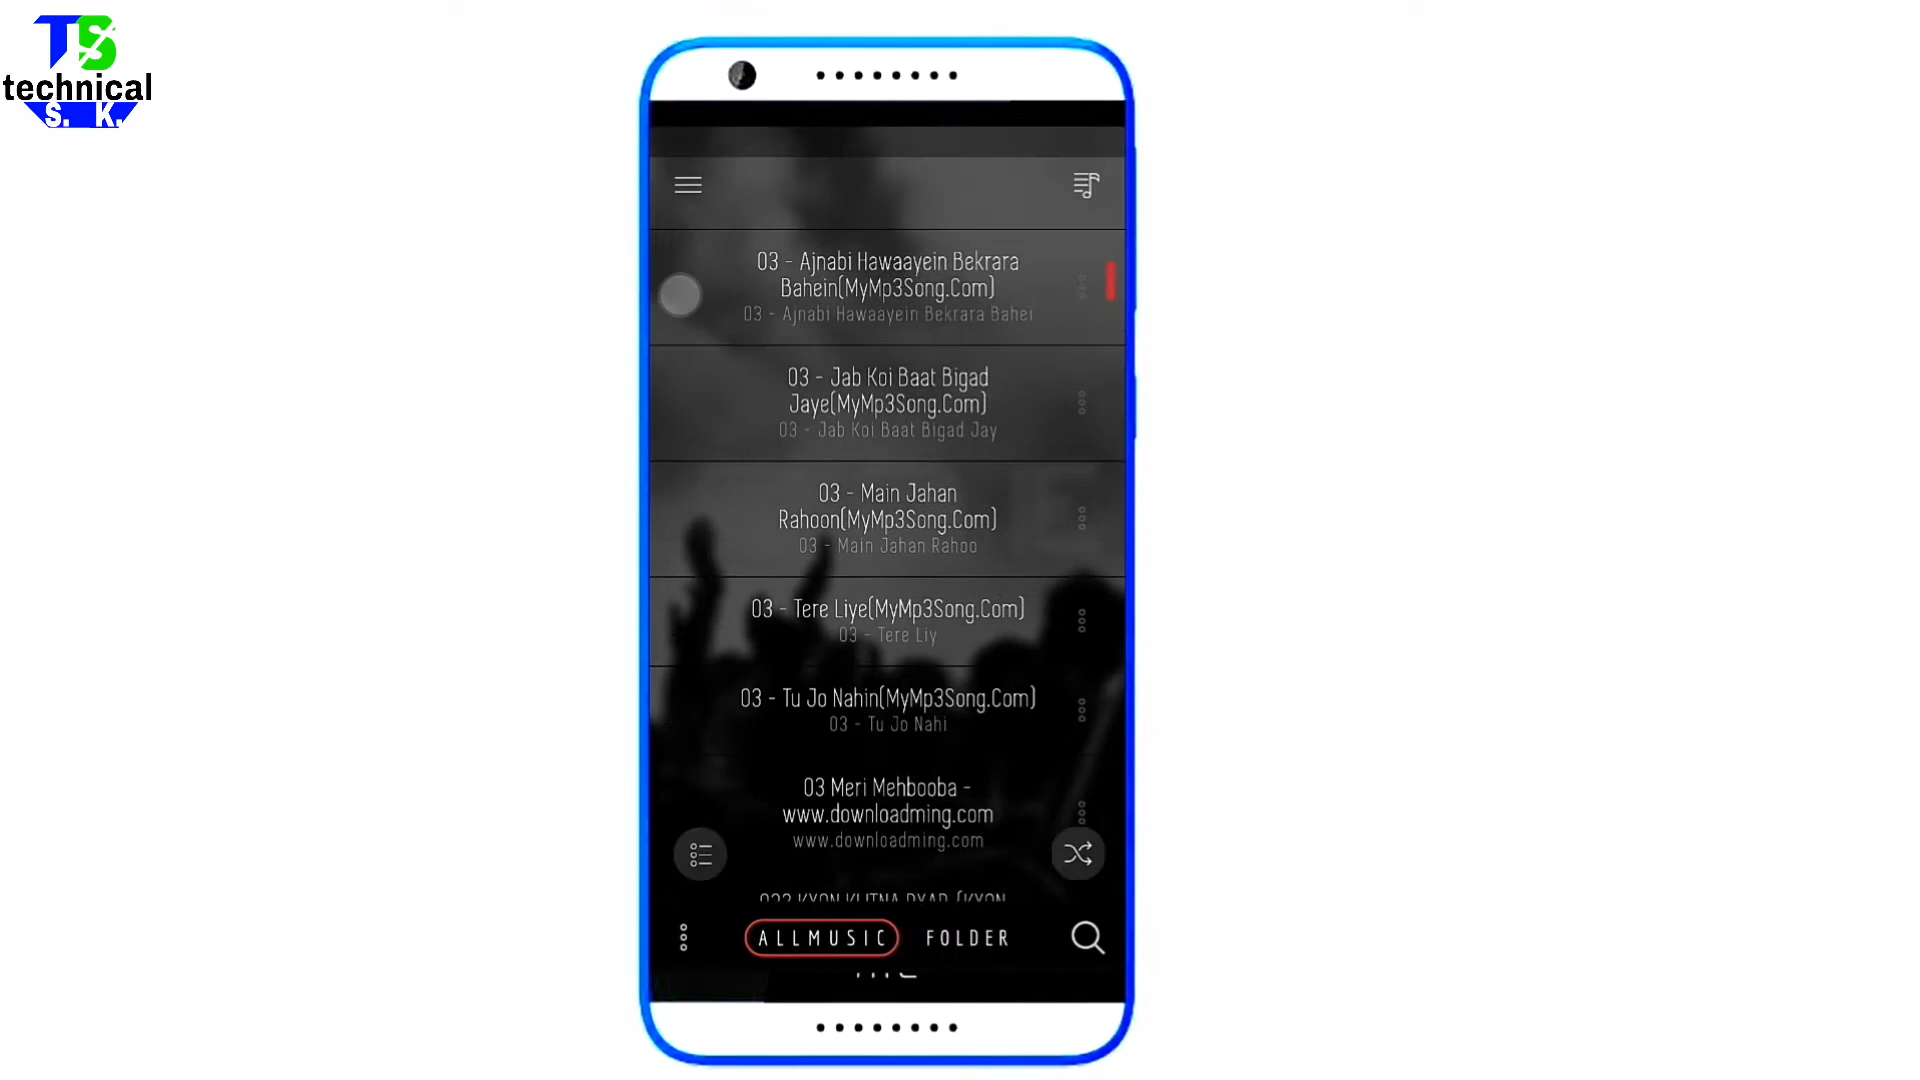 TS
technical
S. K.
03 - Ajnabi Hawaayein Bekrara
Bahein(MyMp3Song.Com)
03 - Ajnabi Hawaayein Bekrara Bahei
03 - Jab Koi Baat Bigad
Jaye(MyMp3Song.Com)
03 - Jab Koi Baat Bigad Jay
03 - Main Jahan
Rahoon(MyMp3Song.Com)
03 - Main Jahan Rahoo
03 - Tere Liye(MyMp3Song.Com)
03 - Tere Liy
03 - Tu Jo Nahin(MyMp3Song.Com)
03 - Tu Jo Nahi
03 Meri Mehbooba -
www.downloadming.com
www.downloadming.com
ALLMUSIC FOLDER